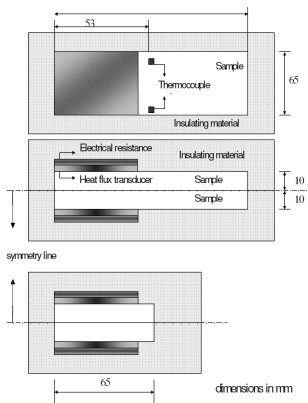 53
Sample
Thermocouple
65
Insulating material
Electrical resistance
Insulating material
Heat flux transducer
Sample
10
Sample
10
symmetry line
65
dimensions in mm